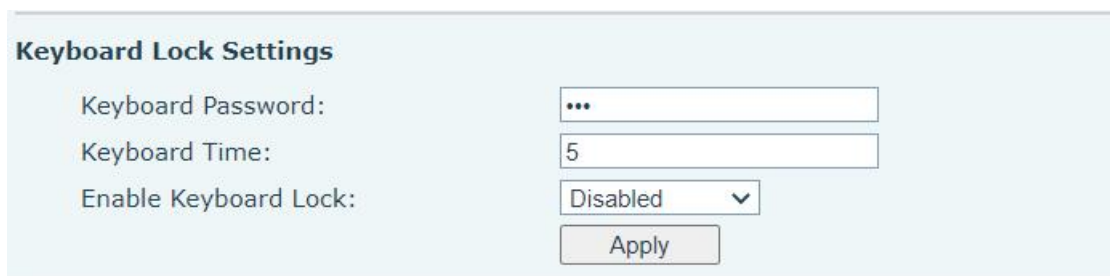 Keyboard Lock Settings
Keyboard Password: •••
Keyboard Time: 5
Enable Keyboard Lock: Disabled
Apply